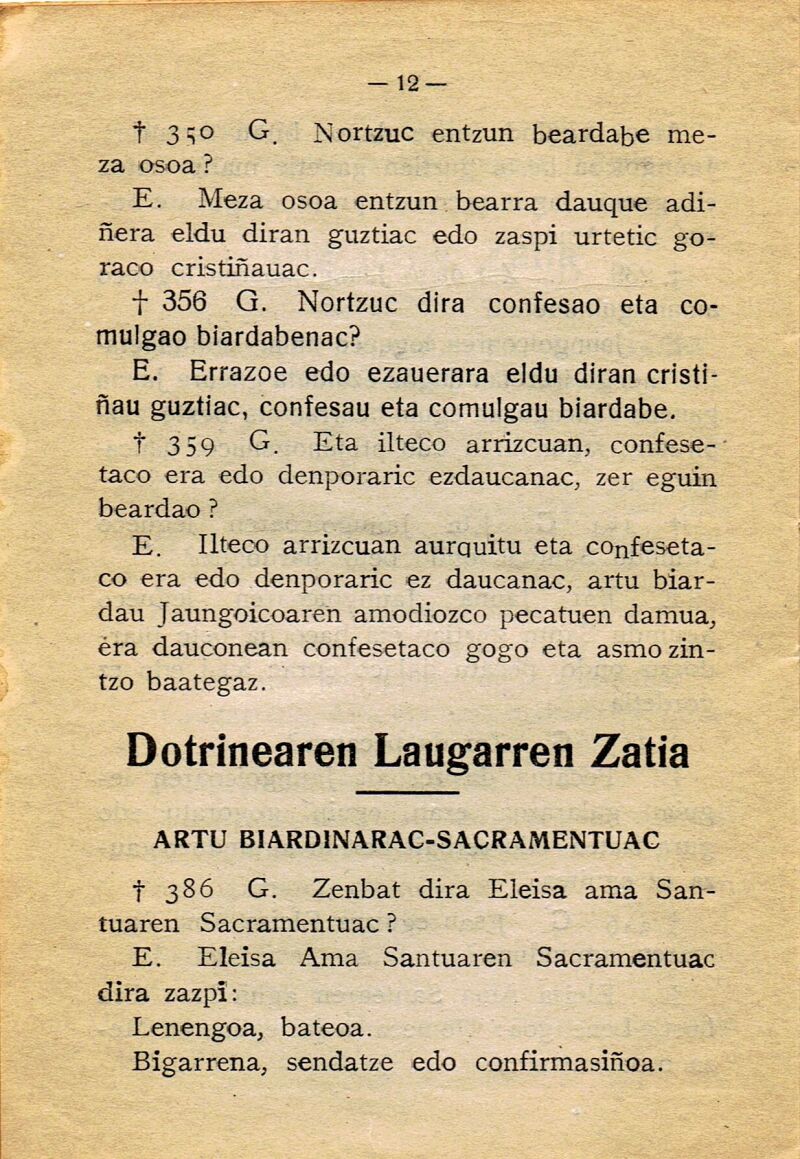 — 12 —
† 350 G. Nortzuc entzun beardabe me-
za osoa?
E. Meza osoa entzun bearra dauque adi-
ñera eldu diran guztiac edo zaspi urtetic go-
raco cristiñauac.
† 356 G. Nortzuc dira confesao eta co-
mulgao biardabenac?
E. Errazoe edo ezauerara eldu diran cristi-
ñau guztiac, confesau eta comulgau biardabe.
† 359 G. Eta ilteco arrizcuan, confese-
taco era edo denporaric ezdaucanac, zer eguin
beardao?
E. Ilteco arrizcuan aurquitu eta confeseta-
co era edo denporaric ez daucanac, artu biar-
dau Jaungoicoaren amodiozco pecatuen damua,
era dauconean confesetaco gogo eta asmo zin-
tzo baategaz.
Dotrinearen Laugarren Zatia
ARTU BIARDINARAC-SACRAMENTUAC
† 386 G. Zenbat dira Eleisa ama San-
tuaren Sacramentuac?
E. Eleisa Ama Santuaren Sacramentuac
dira zazpi:
Lenengoa, bateoa.
Bigarrena, sendatze edo confirmasiñoa.